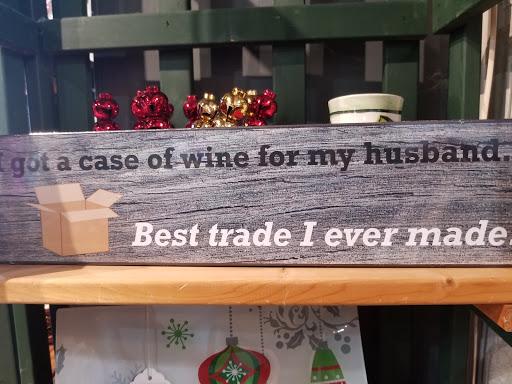 I got a case of wine for my husband.
Best trade I ever made.